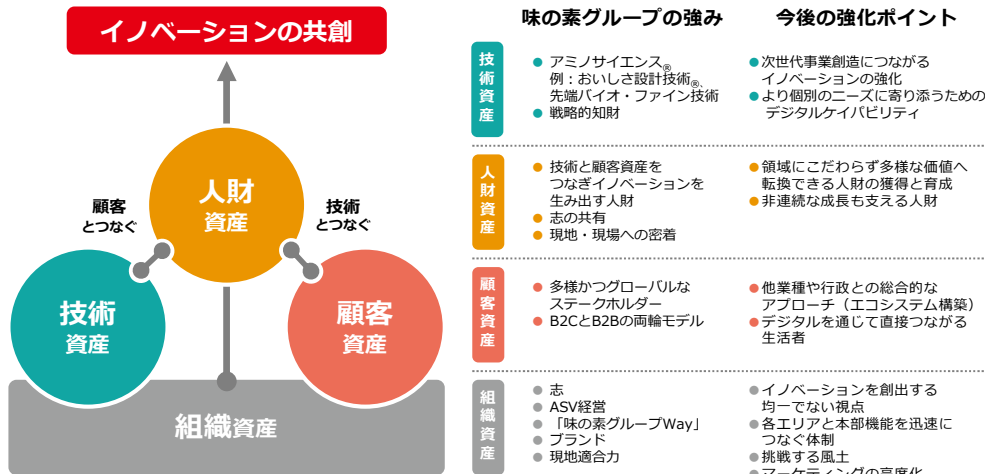 イノベーションの共創
人財
資産
顧客
とつなぐ
技術
とつなぐ
技術
資産
顧客
資産
組織資産
味の素グループの強み
今後の強化ポイント
技術資産
● アミノサイエンス®
例：おいしさ設計技術®、
先端バイオ・ファイン技術
● 戦略的知財
●次世代事業創造につながる
イノベーションの強化
●より個別のニーズに寄り添うための
デジタルケイパビリティ
人財資産
● 技術と顧客資産を
つなぎイノベーションを
生み出す人財
● 志の共有
● 現地・現場への密着
●領域にこだわらず多様な価値へ
転換できる人財の獲得と育成
●非連続な成長も支える人財
顧客資産
● 多様かつグローバルな
ステークホルダー
● B2CとB2Bの両輪モデル
●他業種や行政との総合的な
アプローチ（エコシステム構築）
●デジタルを通じて直接つながる
生活者
組織資産
● 志
● ASV経営
● 「味の素グループWay」
● ブランド
● 現地適合力
●イノベーションを創出する
均一でない視点
●各エリアと本部機能を迅速に
つなぐ体制
●挑戦する風土
●マーケティングの高度化